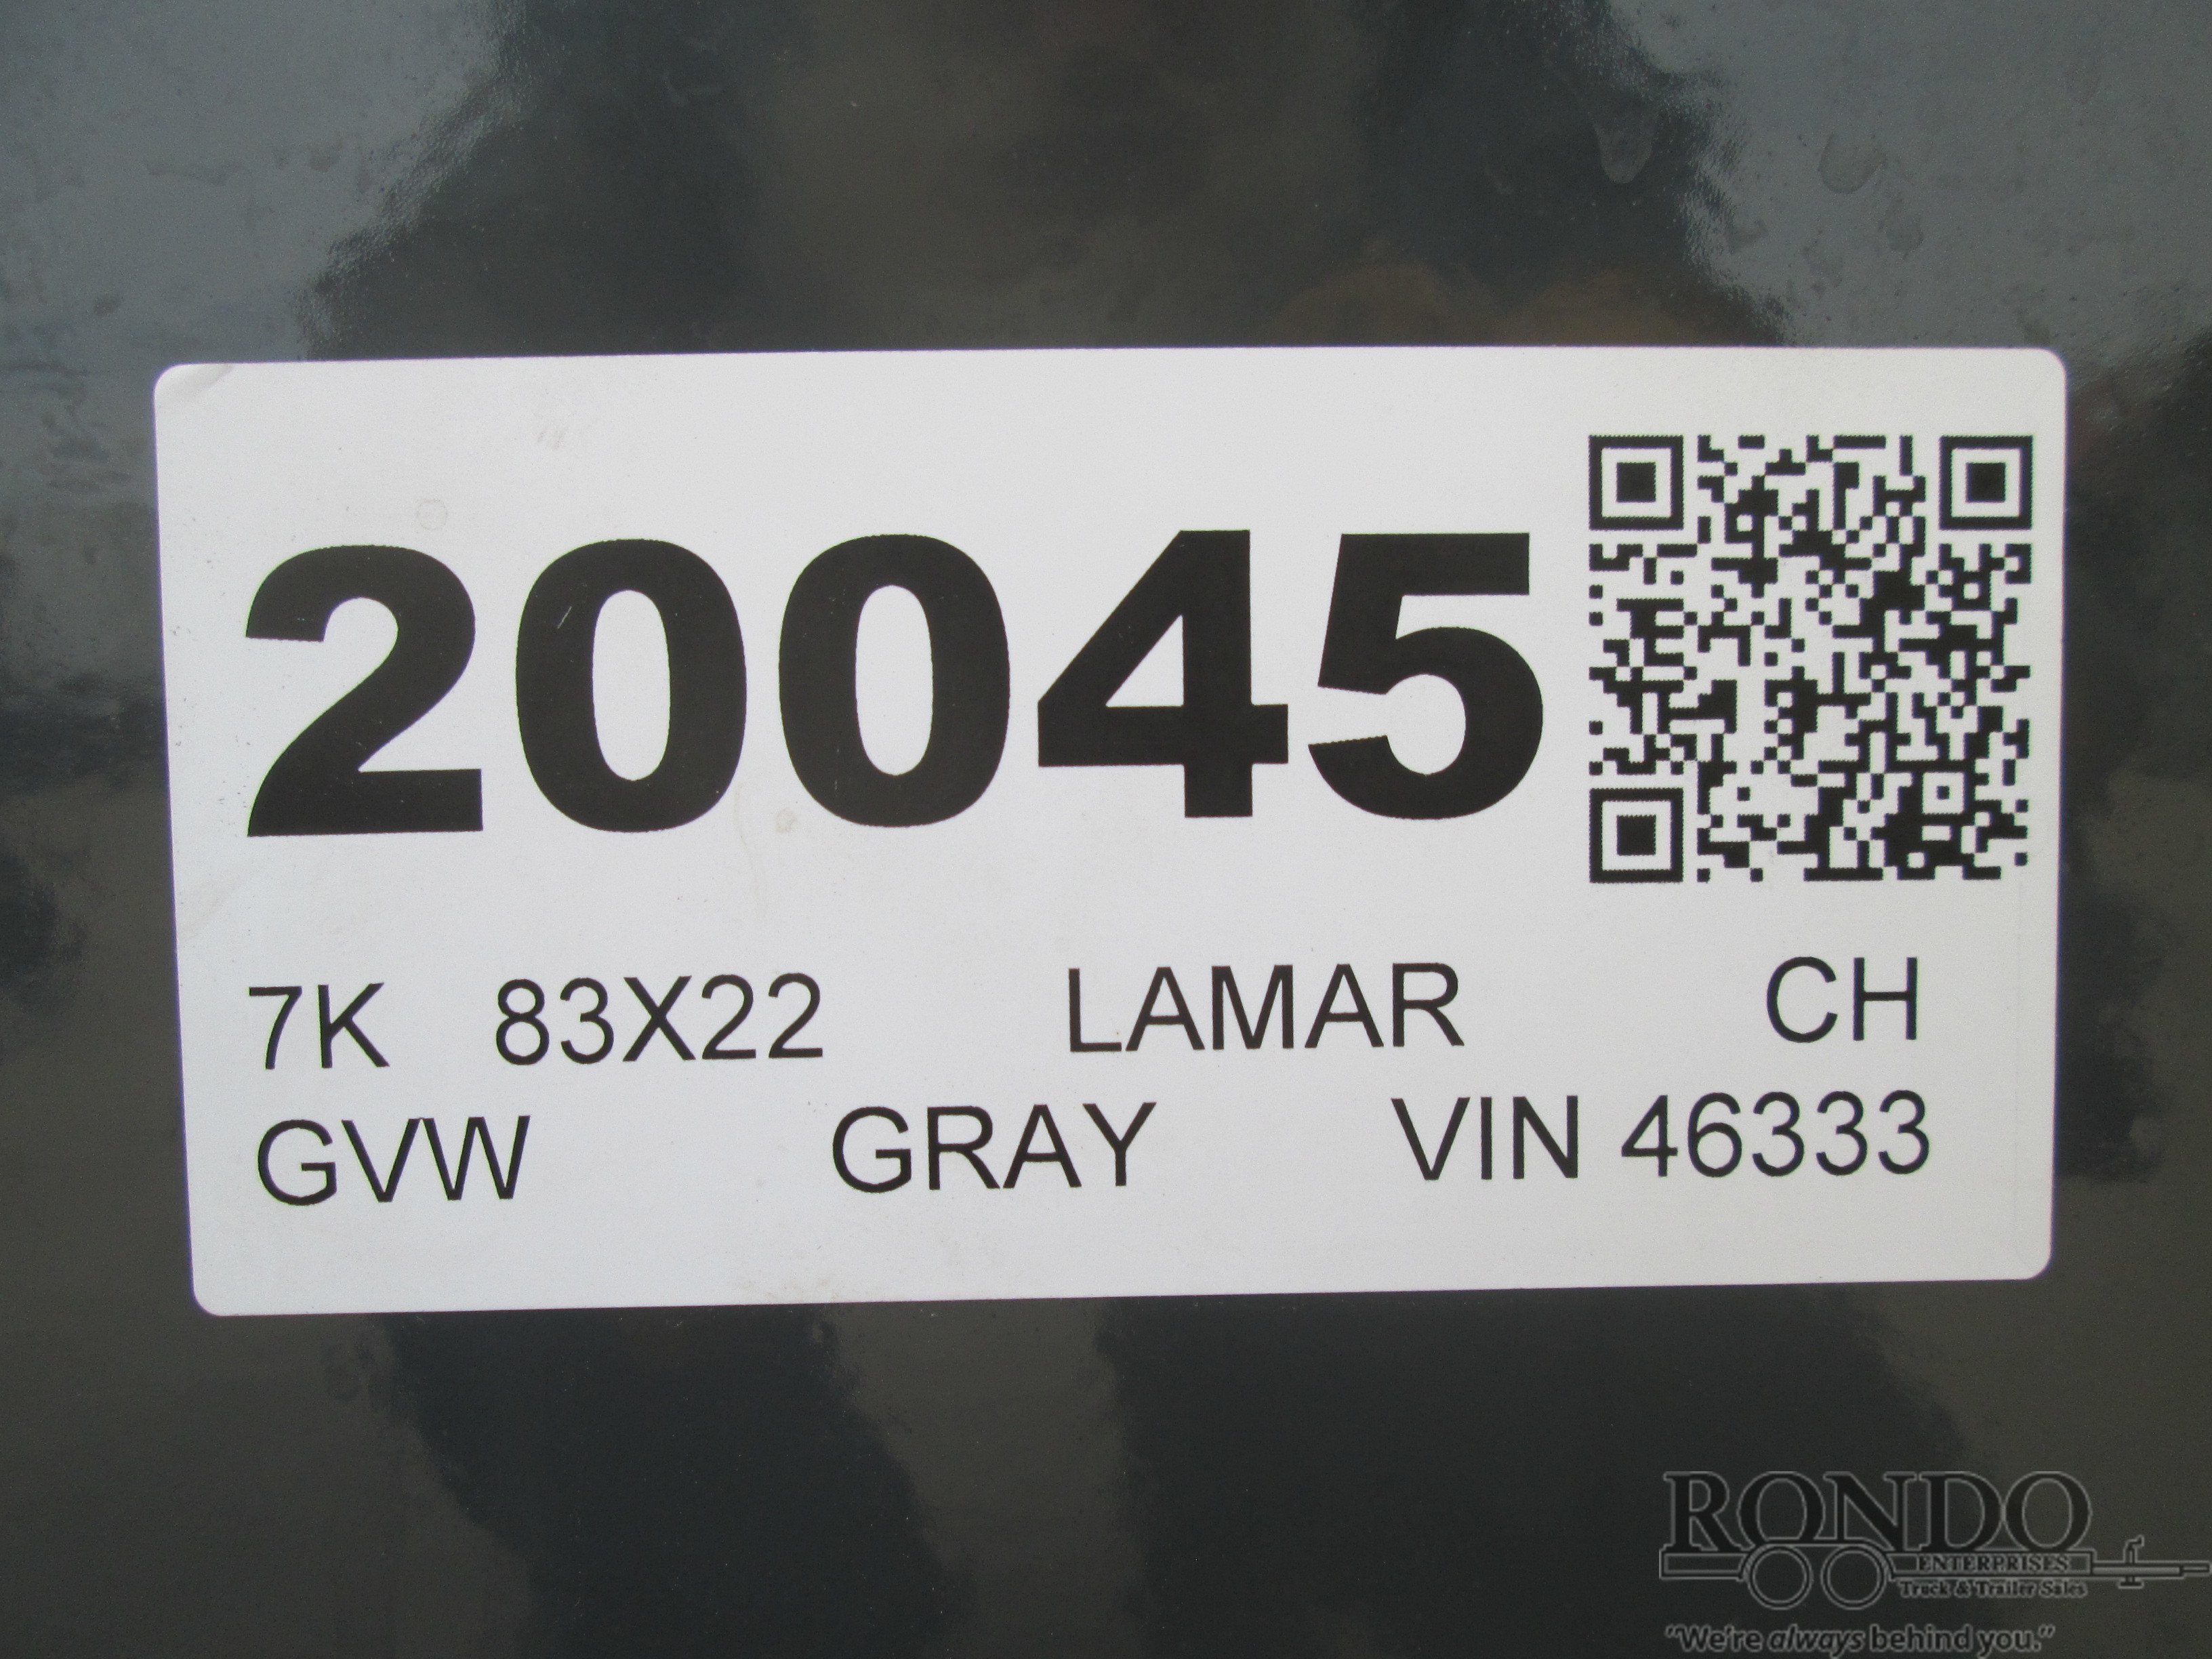 20045
7K 83X22 LAMAR CH
GVW GRAY VIN 46333
RONDO
ENTERPRISES
Truck & Trailer Sales
"We're always behind you."